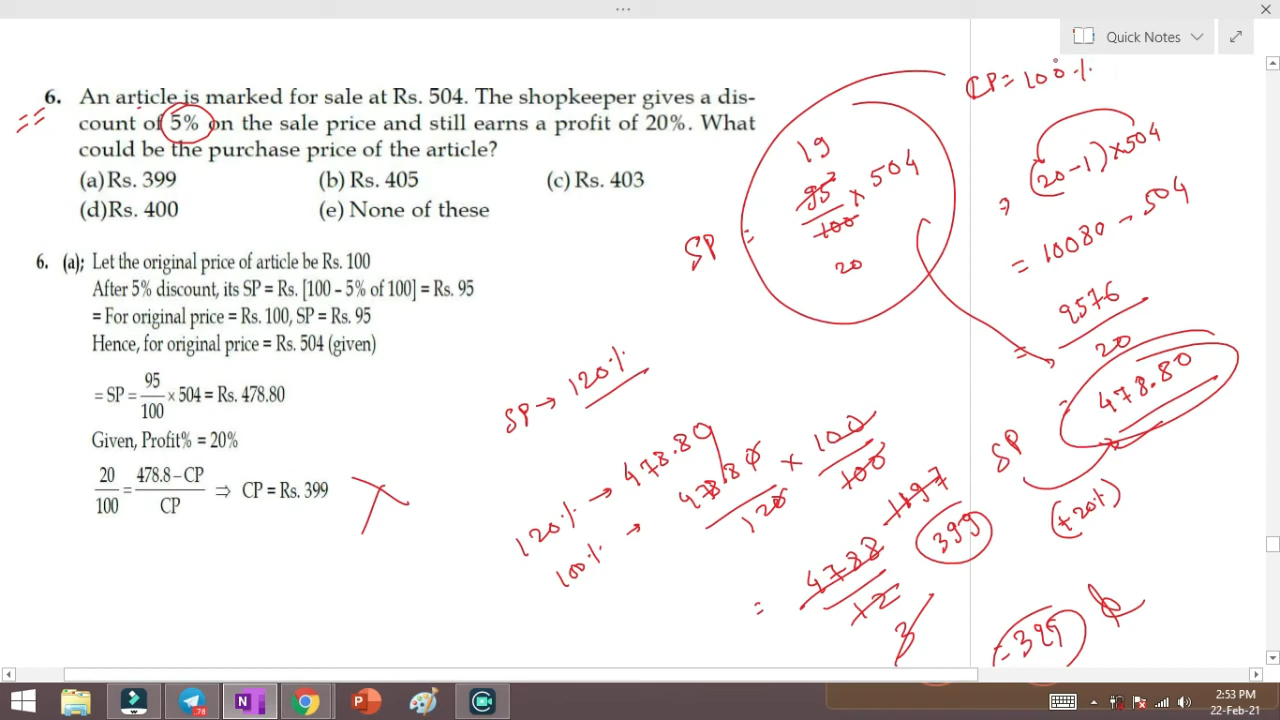 Quick Notes
6. An article is marked for sale at Rs. 504. The shopkeeper gives a dis-
count of 5% on the sale price and still earns a profit of 20%. What
could be the purchase price of the article?
(a) Rs. 399 (b) Rs. 405 (c) Rs. 403
(d) Rs. 400 (e) None of these
6. (a); Let the original price of article be Rs. 100
After 5% discount, its SP = Rs. [100 – 5% of 100] = Rs. 95
= For original price = Rs. 100, SP = Rs. 95
Hence, for original price = Rs. 504 (given)
= SP = 95/100 × 504 = Rs. 478.80
Given, Profit% = 20%
20/100 = 478.8 – CP/CP ⇒ CP = Rs. 399
CP = 100%
19
SP = 95/100 × 504
20
⇒ (20-1) × 504
= 10080 - 504
= 9576/20
= 478.80
SP
(+20%)
SP → 120%
120% → 478.80
100% → 478.80/120 × 100/100
= 4788/12
1197
3
399
= 399
78
2:53 PM
22-Feb-21